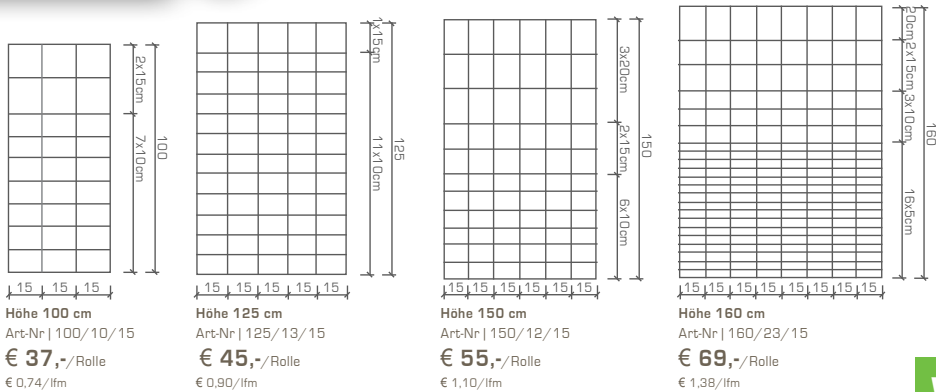 2x15cm
7x10cm
100
15 15 15
Höhe 100 cm
Art-Nr | 100/10/15
€ 37,-/Rolle
€ 0,74/lfm
1x15cm
11x10cm
125
15 15 15 15 15
Höhe 125 cm
Art-Nr | 125/13/15
€ 45,-/Rolle
€ 0,90/lfm
3x20cm
2x15cm
6x10cm
150
15 15 15 15 15 15
Höhe 150 cm
Art-Nr | 150/12/15
€ 55,-/Rolle
€ 1,10/lfm
20cm
2x15cm
3x10cm
16x5cm
160
15 15 15 15 15 15 15 15
Höhe 160 cm
Art-Nr | 160/23/15
€ 69,-/Rolle
€ 1,38/lfm